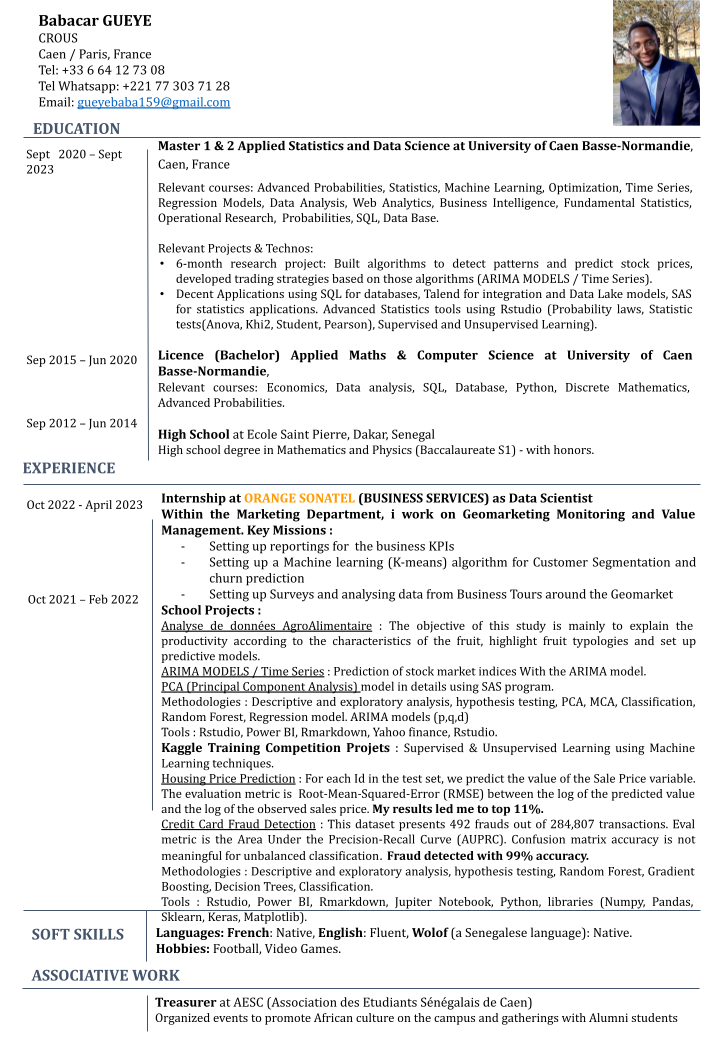 Babacar GUEYE
CROUS
Caen / Paris, France
Tel: +33 6 64 12 73 08
Tel Whatsapp: +221 77 303 71 28
Email: gueyebaba159@gmail.com
EDUCATION
Sept 2020 – Sept
2023
Master 1 & 2 Applied Statistics and Data Science at University of Caen Basse-Normandie,
Caen, France
Relevant courses: Advanced Probabilities, Statistics, Machine Learning, Optimization, Time Series,
Regression Models, Data Analysis, Web Analytics, Business Intelligence, Fundamental Statistics,
Operational Research, Probabilities, SQL, Data Base.
Relevant Projects & Technos:
• 6-month research project: Built algorithms to detect patterns and predict stock prices,
developed trading strategies based on those algorithms (ARIMA MODELS / Time Series).
• Decent Applications using SQL for databases, Talend for integration and Data Lake models, SAS
for statistics applications. Advanced Statistics tools using Rstudio (Probability laws, Statistic
tests(Anova, Khi2, Student, Pearson), Supervised and Unsupervised Learning).
Sep 2015 – Jun 2020
Licence (Bachelor) Applied Maths & Computer Science at University of Caen
Basse-Normandie,
Relevant courses: Economics, Data analysis, SQL, Database, Python, Discrete Mathematics,
Advanced Probabilities.
Sep 2012 – Jun 2014
High School at Ecole Saint Pierre, Dakar, Senegal
High school degree in Mathematics and Physics (Baccalaureate S1) - with honors.
EXPERIENCE
Oct 2022 - April 2023
Internship at ORANGE SONATEL (BUSINESS SERVICES) as Data Scientist
Within the Marketing Department, i work on Geomarketing Monitoring and Value
Management. Key Missions :
- Setting up reportings for the business KPIs
- Setting up a Machine learning (K-means) algorithm for Customer Segmentation and
churn prediction
- Setting up Surveys and analysing data from Business Tours around the Geomarket
Oct 2021 – Feb 2022
School Projects :
Analyse de données AgroAlimentaire : The objective of this study is mainly to explain the
productivity according to the characteristics of the fruit, highlight fruit typologies and set up
predictive models.
ARIMA MODELS / Time Series : Prediction of stock market indices With the ARIMA model.
PCA (Principal Component Analysis) model in details using SAS program.
Methodologies : Descriptive and exploratory analysis, hypothesis testing, PCA, MCA, Classification,
Random Forest, Regression model. ARIMA models (p,q,d)
Tools : Rstudio, Power BI, Rmarkdown, Yahoo finance, Rstudio.
Kaggle Training Competition Projets : Supervised & Unsupervised Learning using Machine
Learning techniques.
Housing Price Prediction : For each Id in the test set, we predict the value of the Sale Price variable.
The evaluation metric is Root-Mean-Squared-Error (RMSE) between the log of the predicted value
and the log of the observed sales price. My results led me to top 11%.
Credit Card Fraud Detection : This dataset presents 492 frauds out of 284,807 transactions. Eval
metric is the Area Under the Precision-Recall Curve (AUPRC). Confusion matrix accuracy is not
meaningful for unbalanced classification. Fraud detected with 99% accuracy.
Methodologies : Descriptive and exploratory analysis, hypothesis testing, Random Forest, Gradient
Boosting, Decision Trees, Classification.
Tools : Rstudio, Power BI, Rmarkdown, Jupiter Notebook, Python, libraries (Numpy, Pandas,
Sklearn, Keras, Matplotlib).
SOFT SKILLS
Languages: French: Native, English: Fluent, Wolof (a Senegalese language): Native.
Hobbies: Football, Video Games.
ASSOCIATIVE WORK
Treasurer at AESC (Association des Etudiants Sénégalais de Caen)
Organized events to promote African culture on the campus and gatherings with Alumni students